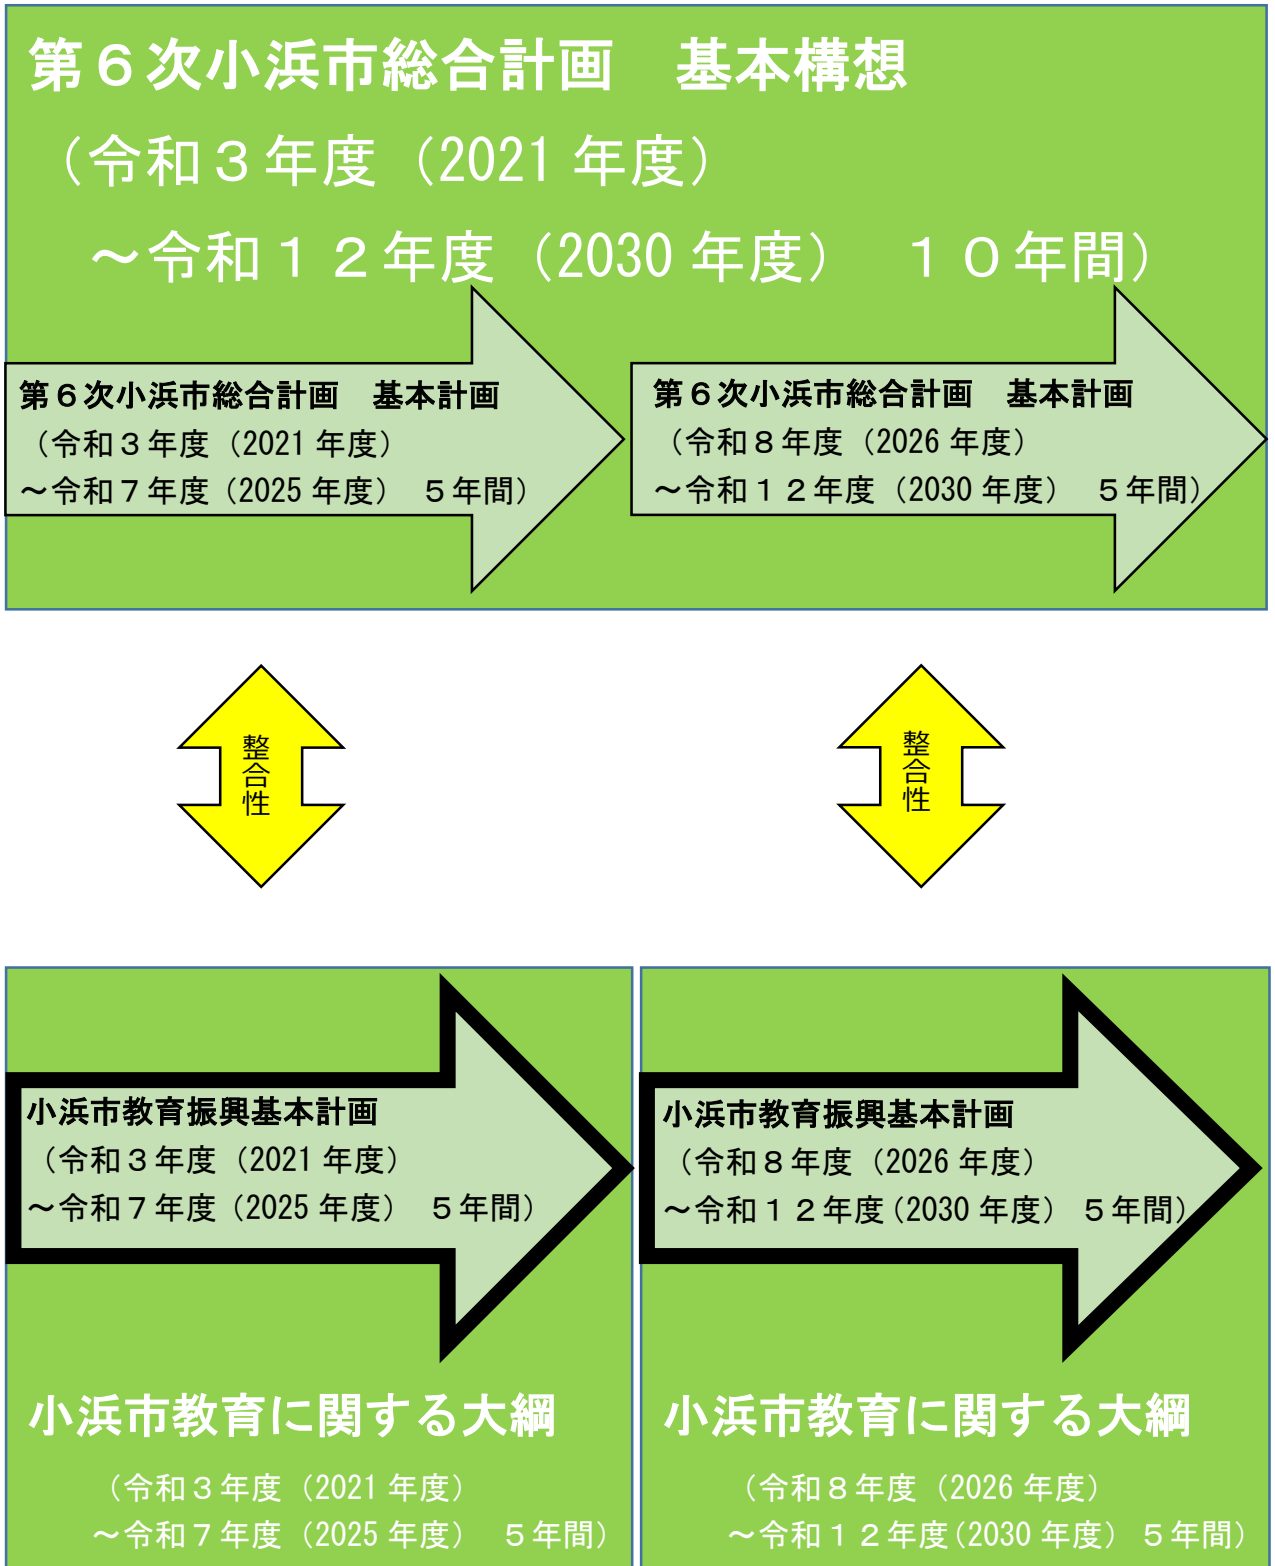 第６次小浜市総合計画　基本構想
（令和３年度（2021 年度）
～令和１２年度（2030 年度）　１０年間）
第６次小浜市総合計画　基本計画
（令和３年度（2021 年度）
～令和７年度（2025 年度）　５年間）
第６次小浜市総合計画　基本計画
（令和８年度（2026 年度）
～令和１２年度（2030 年度）　５年間）
整合性
整合性
小浜市教育振興基本計画
（令和３年度（2021 年度）
～令和７年度（2025 年度）　５年間）
小浜市教育に関する大綱
（令和３年度（2021 年度）
～令和７年度（2025 年度）　５年間）
小浜市教育振興基本計画
（令和８年度（2026 年度）
～令和１２年度（2030 年度）　５年間）
小浜市教育に関する大綱
（令和８年度（2026 年度）
～令和１２年度（2030 年度）５年間）